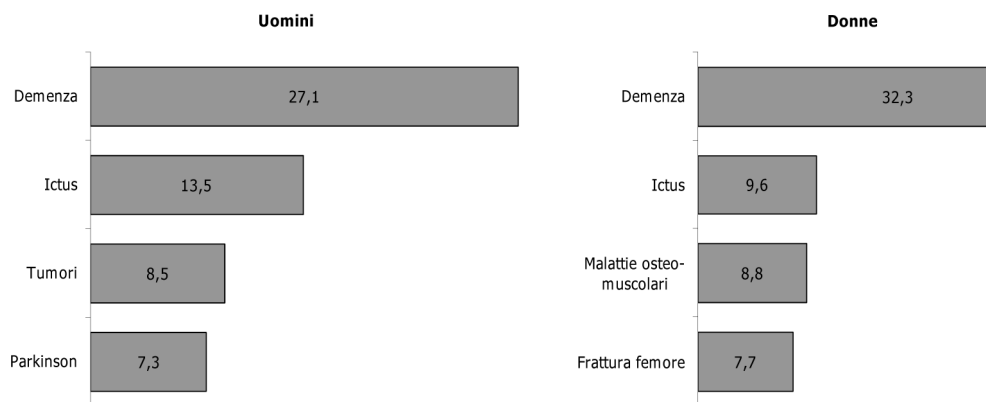 Uomini
Demenza
27,1
Ictus
13,5
Tumori
8,5
Parkinson
7,3
Donne
Demenza
32,3
Ictus
9,6
Malattie osteo-
muscolari
8,8
Frattura femore
7,7